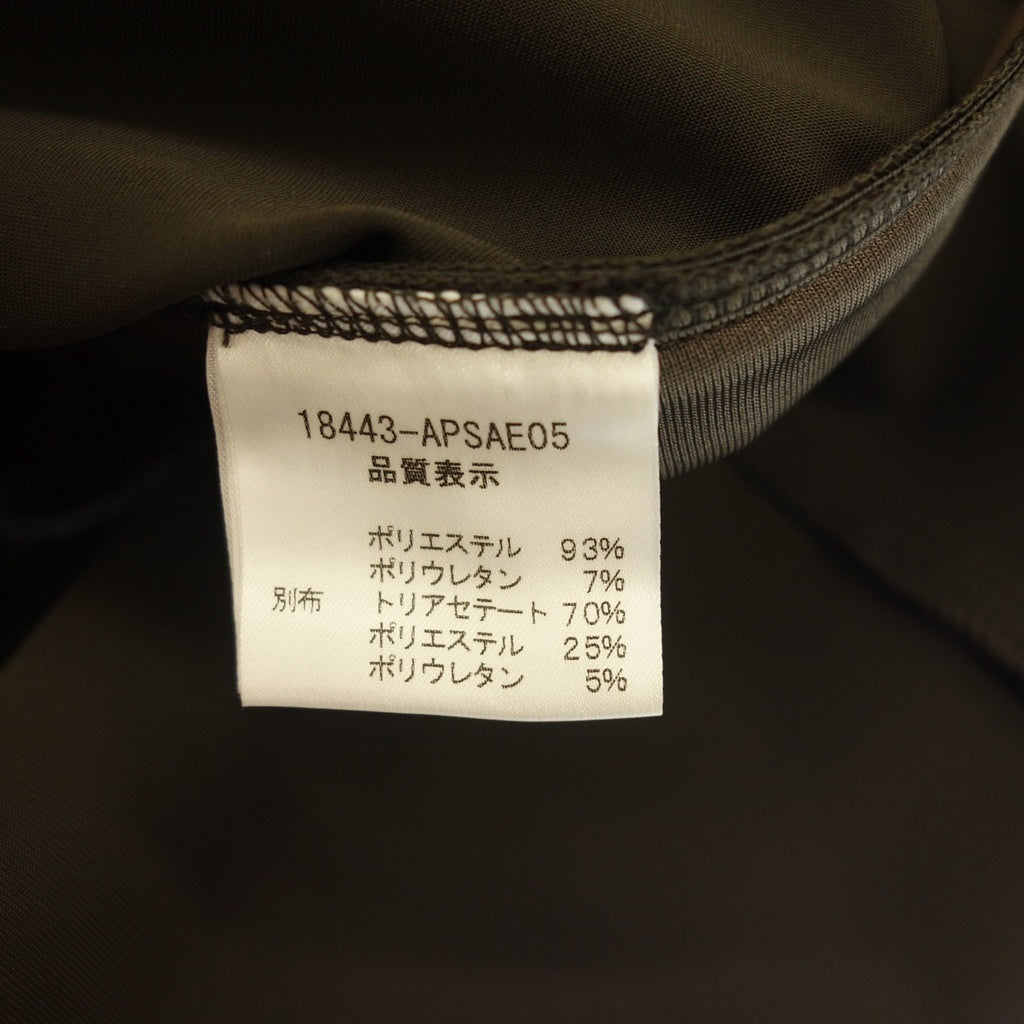 18443-APSAE05
品質表示
ポリエステル 93%
ポリウレタン 7%
別布 トリアセテート 70%
ポリエステル 25%
ポリウレタン 5%